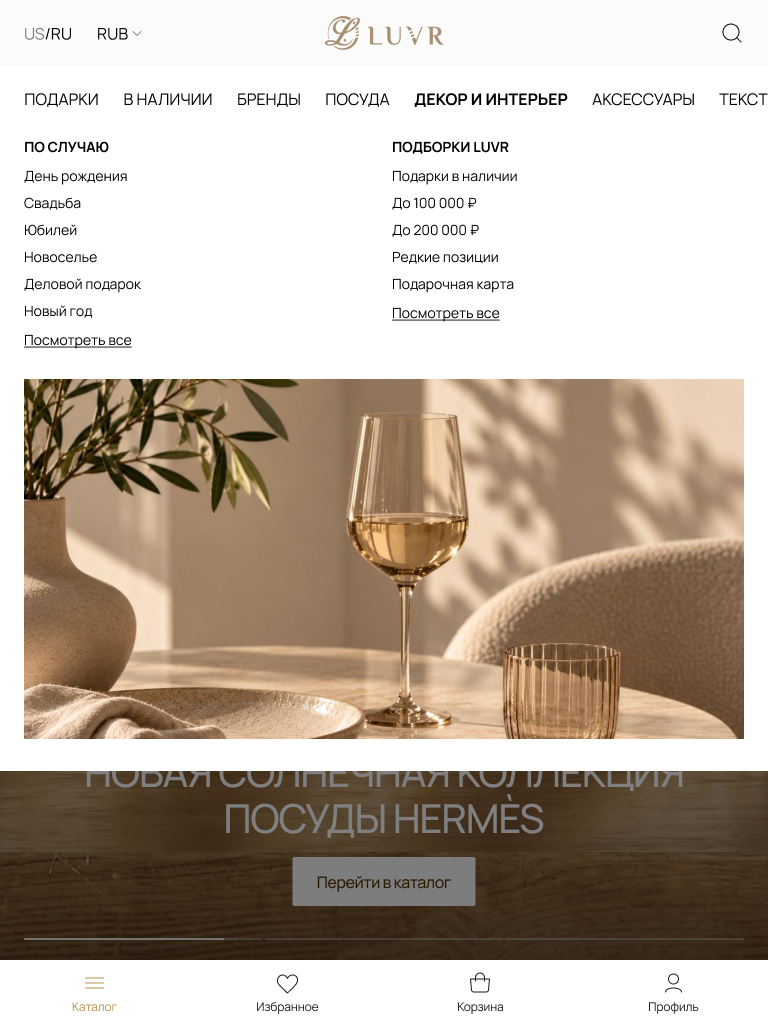 US/RU RUB
LUVR
ПОДАРКИ В НАЛИЧИИ БРЕНДЫ ПОСУДА ДЕКОР И ИНТЕРЬЕР АКСЕССУАРЫ ТЕКСТ
ПО СЛУЧАЮ
День рождения
Свадьба
Юбилей
Новоселье
Деловой подарок
Новый год
Посмотреть все
ПОДБОРКИ LUVR
Подарки в наличии
До 100 000 ₽
До 200 000 ₽
Редкие позиции
Подарочная карта
Посмотреть все
НОВАЯ СОЛНЕЧНАЯ КОЛЛЕКЦИЯ
ПОСУДЫ HERMÈS
Перейти в каталог
Каталог Избранное Корзина Профиль